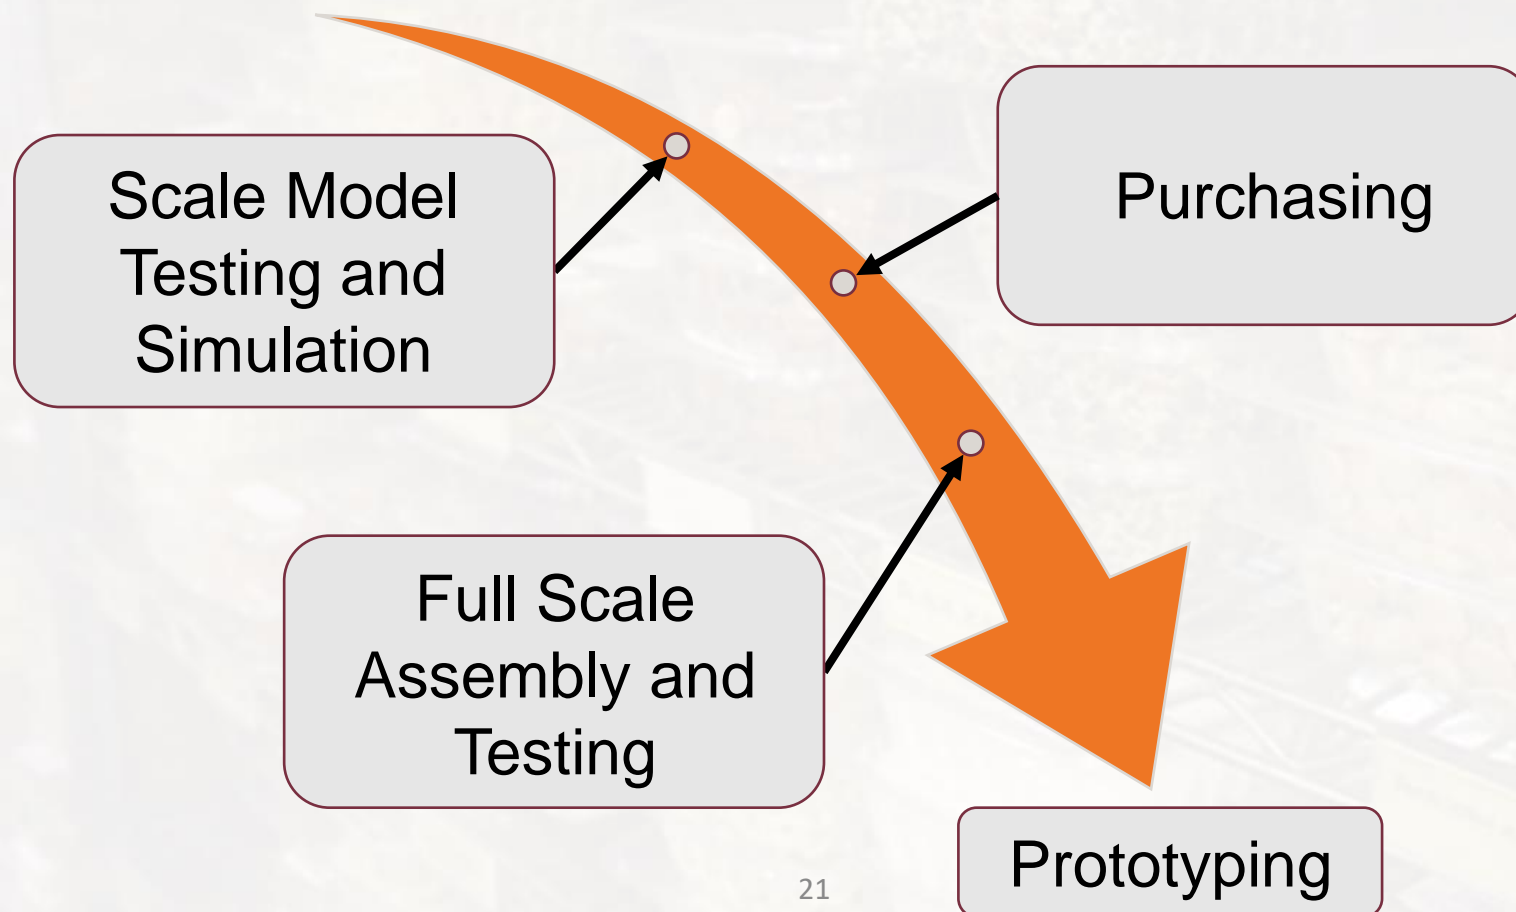 Scale Model
Testing and
Simulation
Purchasing
Full Scale
Assembly and
Testing
Prototyping
21